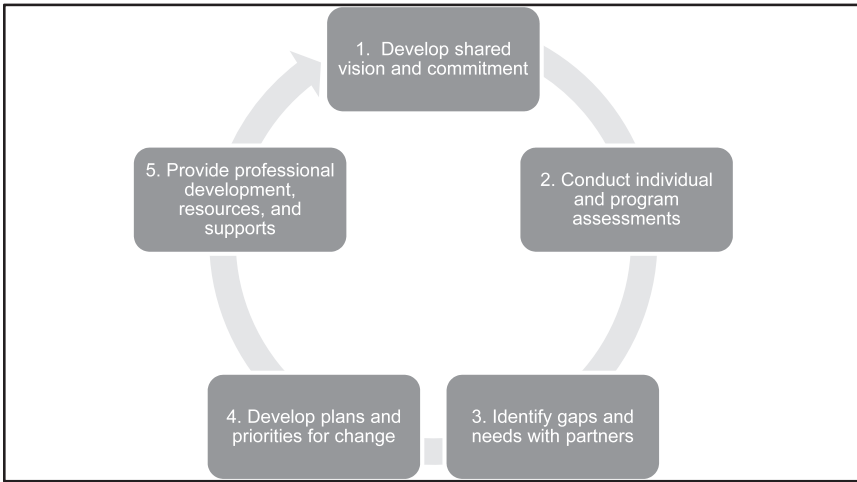 1. Develop shared
vision and commitment
2. Conduct individual
and program
assessments
3. Identify gaps and
needs with partners
4. Develop plans and
priorities for change
5. Provide professional
development,
resources, and
supports